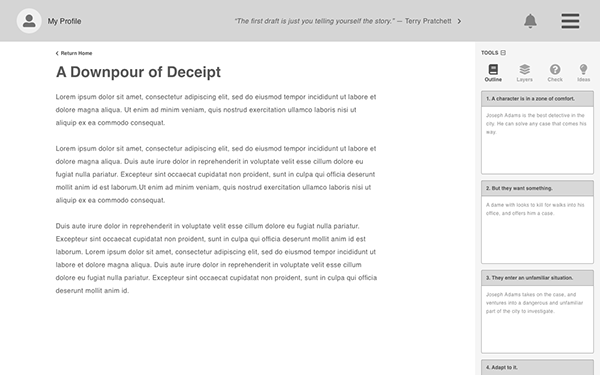 My Profile
“The first draft is just you telling yourself the story.” — Terry Pratchett
Return Home
A Downpour of Deceipt
Lorem ipsum dolor sit amet, consectetur adipiscing elit, sed do eiusmod tempor incididunt ut labore et
dolore magna aliqua. Ut enim ad minim veniam, quis nostrud exercitation ullamco laboris nisi ut
aliquip ex ea commodo consequat.
Lorem ipsum dolor sit amet, consectetur adipiscing elit, sed do eiusmod tempor incididunt ut labore et
dolore magna aliqua. Duis aute irure dolor in reprehenderit in voluptate velit esse cillum dolore eu
fugiat nulla pariatur. Excepteur sint occaecat cupidatat non proident, sunt in culpa qui officia deserunt
mollit anim id est laborum.Ut enim ad minim veniam, quis nostrud exercitation ullamco laboris nisi ut
aliquip ex ea commodo consequat.
Duis aute irure dolor in reprehenderit in voluptate velit esse cillum dolore eu fugiat nulla pariatur.
Excepteur sint occaecat cupidatat non proident, sunt in culpa qui officia deserunt mollit anim id est
laborum. Lorem ipsum dolor sit amet, consectetur adipiscing elit, sed do eiusmod tempor incididunt ut
labore et dolore magna aliqua. Duis aute irure dolor in reprehenderit in voluptate velit esse cillum
dolore eu fugiat nulla pariatur. Excepteur sint occaecat cupidatat non proident, sunt in culpa qui officia
deserunt mollit anim id.
TOOLS
Outline
Layers
Check
Ideas
1. A character is in a zone of comfort.
Joseph Adams is the best detective in the
city. He can solve any case that comes his
way
2. But they want something.
A dame with looks to kill for walks into his
office, and offers him a case.
3. They enter an unfamiliar situation.
Joseph Adams takes on the case, and
ventures into a dangerous and unfamiliar
part of the city to investigate.
4. Adapt to it.